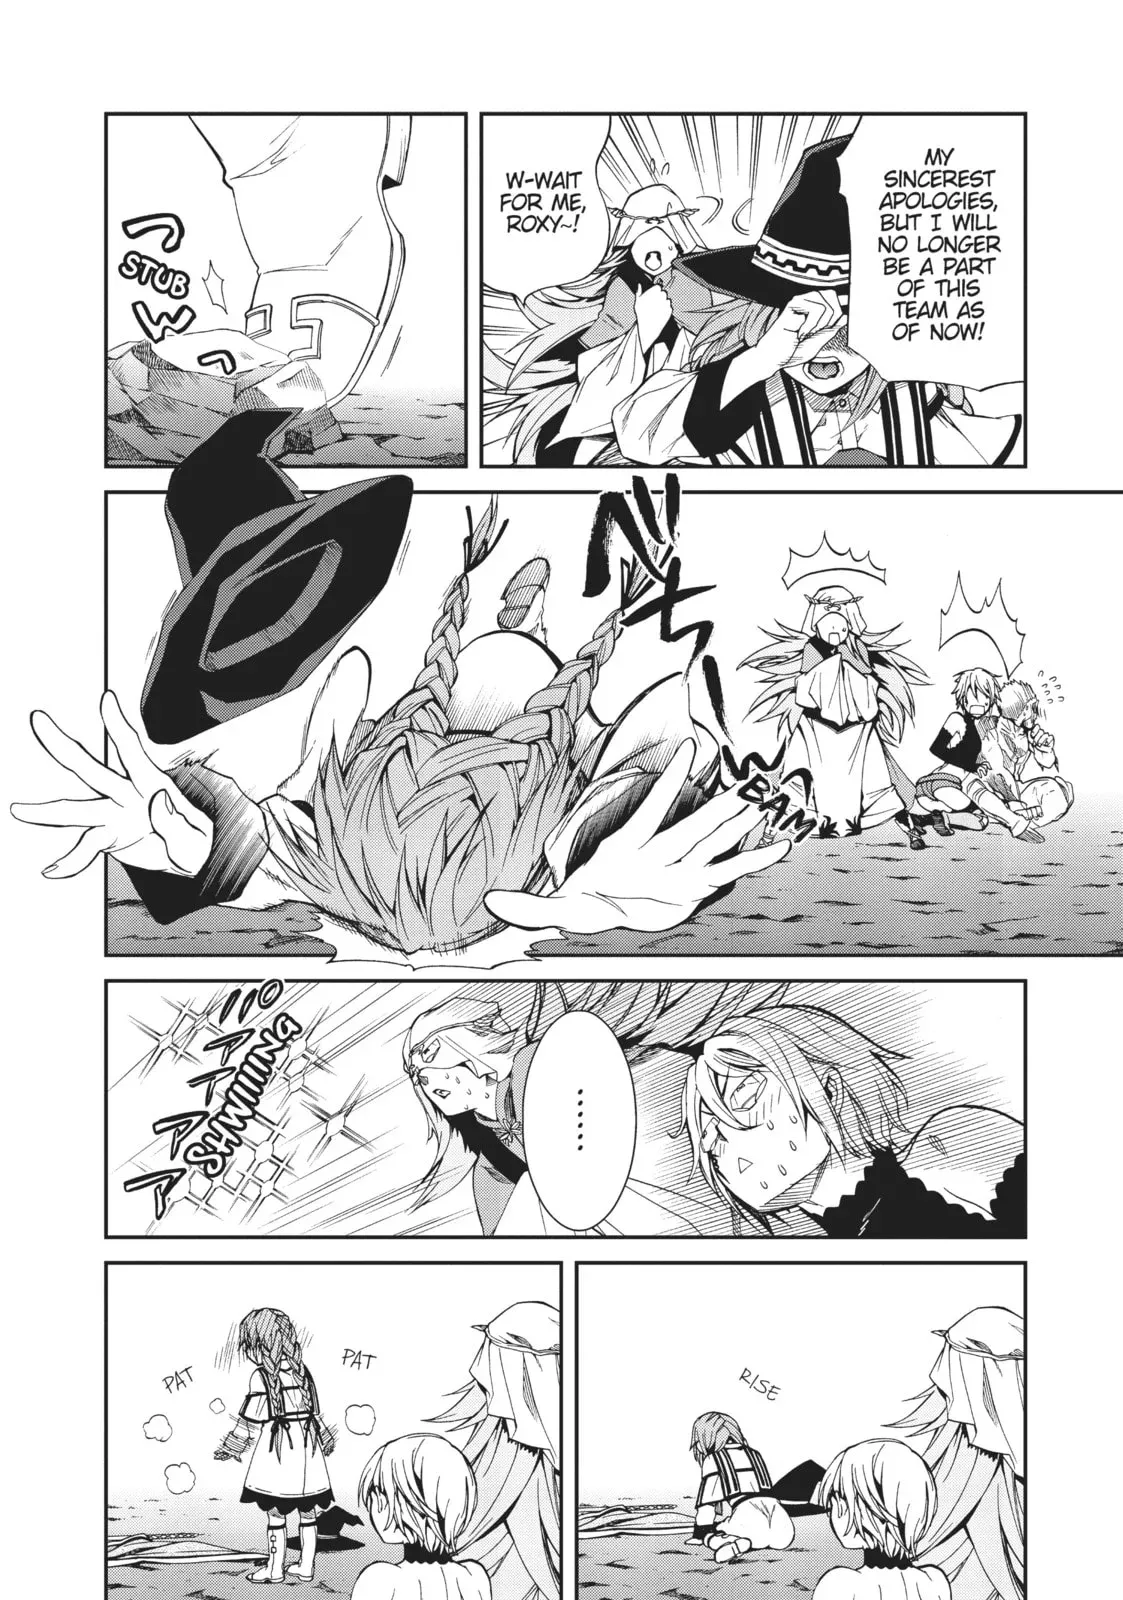 MY
SINCEREST
APOLOGIES,
BUT I WILL
NO LONGER
BE A PART
OF THIS
TEAM AS
OF NOW!
W-WAIT
FOR ME,
ROXY~!
STUB
BAM
......
SHWIIIING
RISE
PAT
PAT